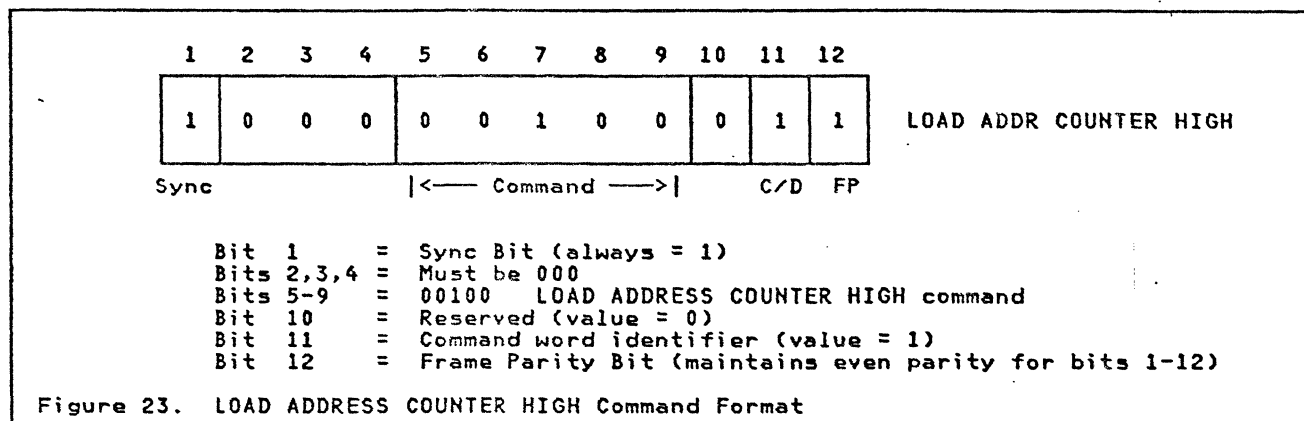 1 2 3 4 5 6 7 8 9 10 11 12
1 0 0 0 0 0 1 0 0 0 1 1 LOAD ADDR COUNTER HIGH
Sync |<—— Command ——>| C/D FP
Bit 1 = Sync Bit (always = 1)
Bits 2,3,4 = Must be 000
Bits 5-9 = 00100 LOAD ADDRESS COUNTER HIGH command
Bit 10 = Reserved (value = 0)
Bit 11 = Command word identifier (value = 1)
Bit 12 = Frame Parity Bit (maintains even parity for bits 1-12)
Figure 23. LOAD ADDRESS COUNTER HIGH Command Format